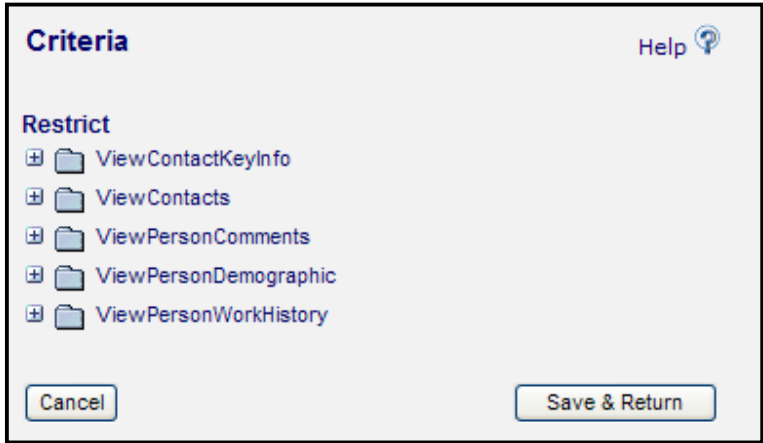 Criteria
Help
Restrict
ViewContactKeyInfo
ViewContacts
ViewPersonComments
ViewPersonDemographic
ViewPersonWorkHistory
Cancel
Save & Return